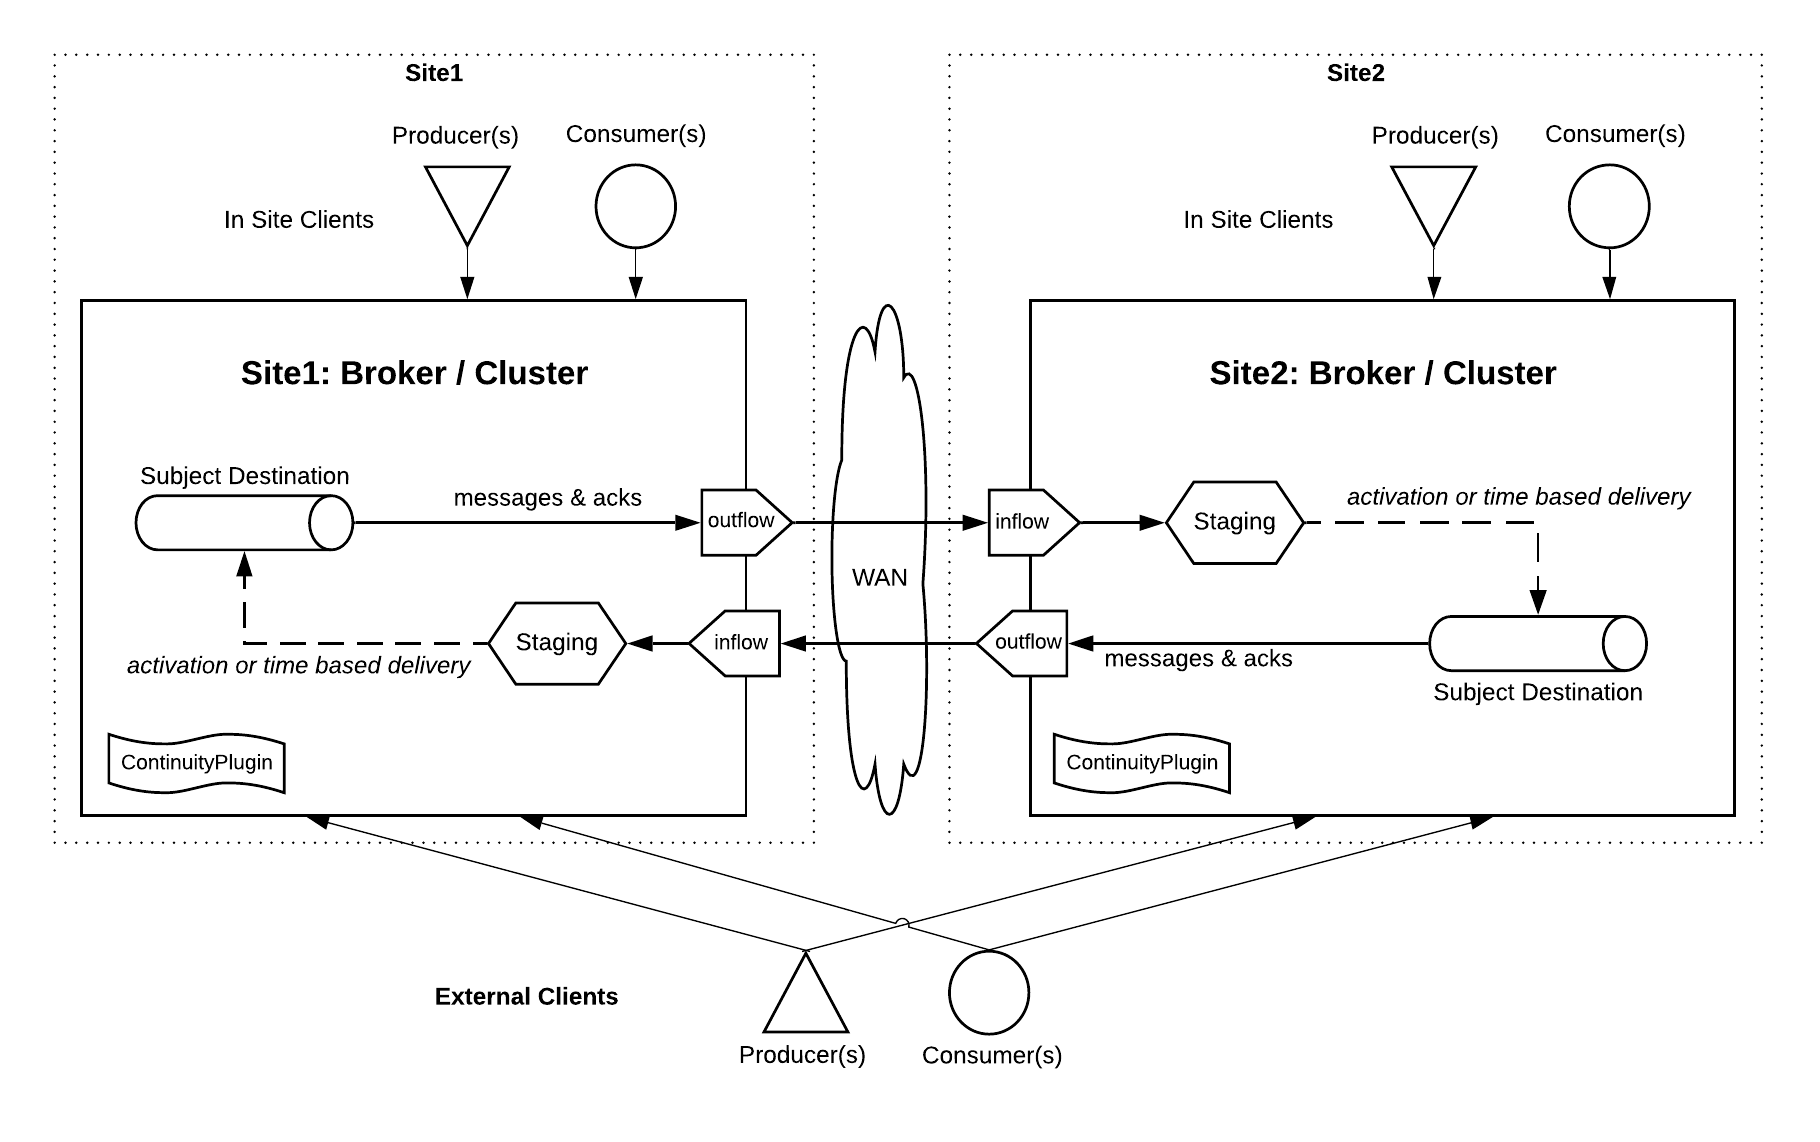 Site1
Producer(s)
Consumer(s)
In Site Clients
Site1: Broker / Cluster
Subject Destination
messages & acks
outflow
Staging
inflow
activation or time based delivery
ContinuityPlugin
WAN
Site2
Producer(s)
Consumer(s)
In Site Clients
Site2: Broker / Cluster
inflow
Staging
activation or time based delivery
outflow
messages & acks
Subject Destination
ContinuityPlugin
External Clients
Producer(s)
Consumer(s)